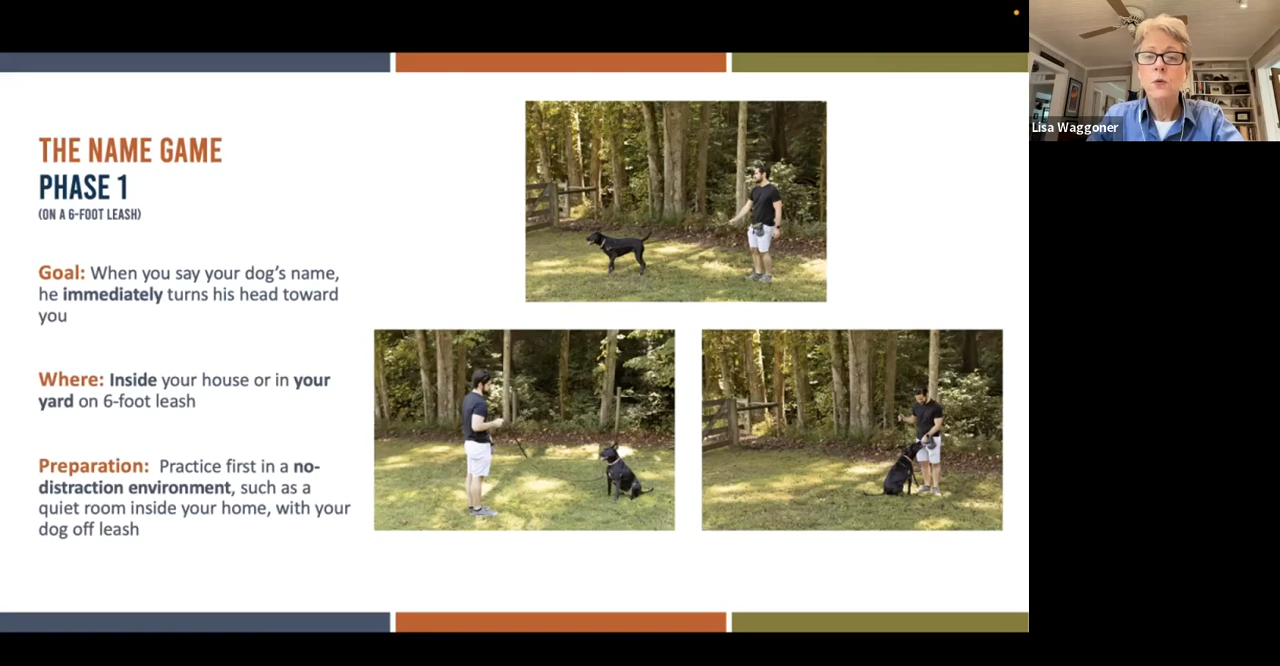 THE NAME GAME
PHASE 1
(ON A 6-FOOT LEASH)
Goal: When you say your dog's name,
he immediately turns his head toward
you
Where: Inside your house or in your
yard on 6-foot leash
Preparation: Practice first in a no-
distraction environment, such as a
quiet room inside your home, with your
dog off leash
Lisa Waggoner